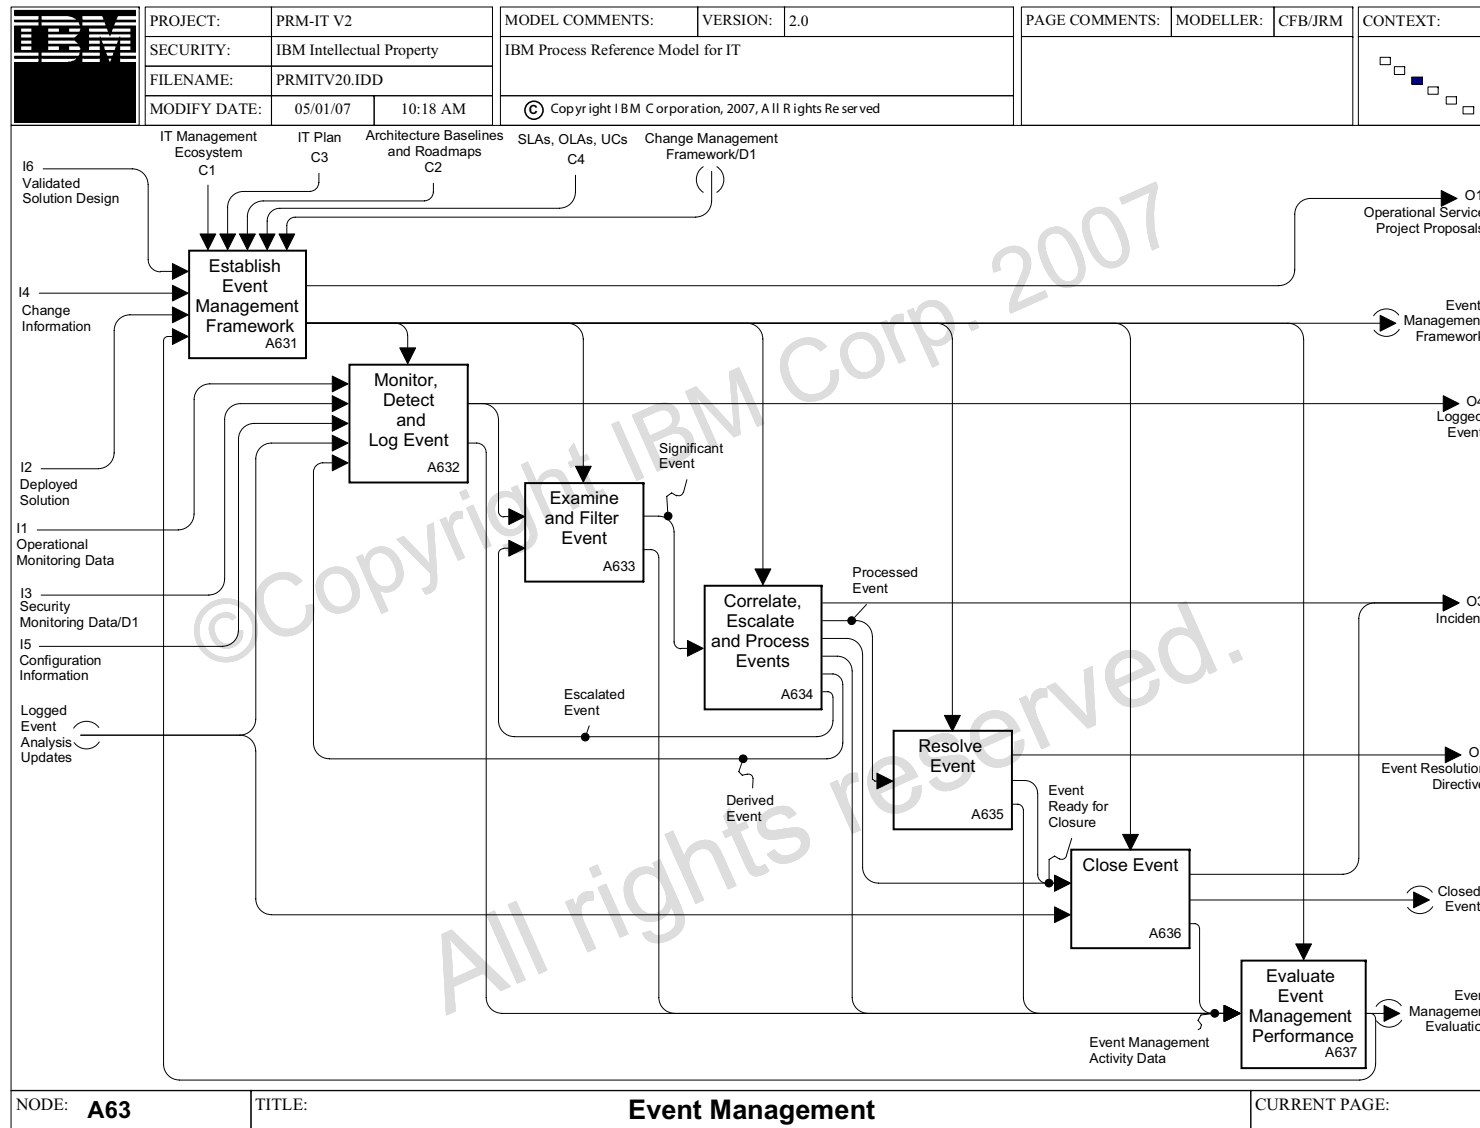 IBM
PROJECT: PRM-IT V2
MODEL COMMENTS: VERSION: 2.0
PAGE COMMENTS: MODELLER: CFB/JRM CONTEXT:
SECURITY: IBM Intellectual Property
IBM Process Reference Model for IT
FILENAME: PRMITV20.IDD
MODIFY DATE: 05/01/07 10:18 AM
© Copyright IBM Corporation, 2007, All Rights Reserved
IT Management
Ecosystem
C1
IT Plan
C3
Architecture Baselines
and Roadmaps
C2
SLAs, OLAs, UCs
C4
Change Management
Framework/D1
I6
Validated
Solution Design
I4
Change
Information
I2
Deployed
Solution
I1
Operational
Monitoring Data
I3
Security
Monitoring Data/D1
I5
Configuration
Information
Logged
Event
Analysis
Updates
Establish
Event
Management
Framework
A631
Monitor,
Detect
and
Log Event
A632
Examine
and Filter
Event
A633
Significant
Event
Correlate,
Escalate
and Process
Events
A634
Processed
Event
Escalated
Event
Derived
Event
Resolve
Event
A635
Event
Ready for
Closure
Close Event
A636
Evaluate
Event
Management
Performance
A637
Event Management
Activity Data
O1
Operational Service
Project Proposals
Event
Management
Framework
O4
Logged
Event
O3
Incident
O
Event Resolution
Directive
Closed
Event
Even
Managemen
Evaluatio
©Copyright IBM Corp. 2007
All rights reserved.
NODE: A63
TITLE: Event Management
CURRENT PAGE: